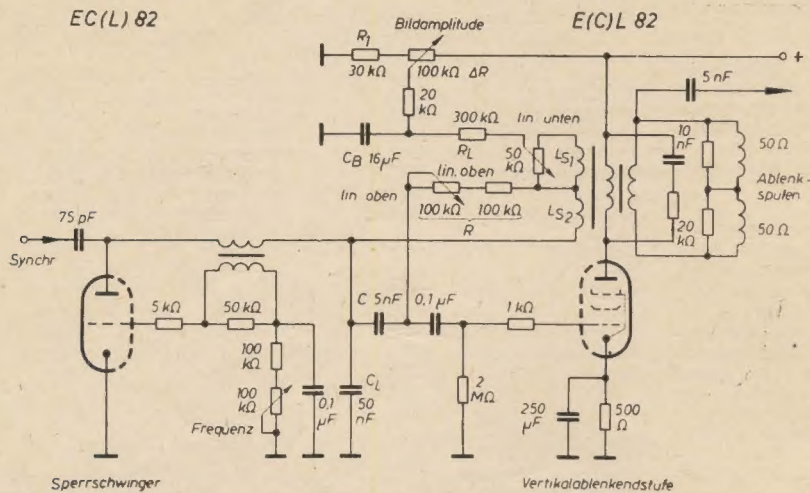 EC(L) 82
E(C)L 82
Bildamplitude
R1
30 kΩ
100 kΩ ΔR
20
kΩ
+
5 nF
CB 16 µF
300 kΩ
RL
lin unten
50
kΩ
LS1
LS2
10
nF
20
kΩ
50 Ω
Ablenk-
spulen
50 Ω
lin oben
lin. oben
100 kΩ
100 kΩ
R
75 pF
Synchr
5 kΩ
50 kΩ
100
kΩ
100
kΩ
Frequenz
0,1
µF
CL
50
nF
C 5nF
0,1 µF
1 kΩ
2
MΩ
250
µF
500
Ω
Sperrschwinger
Vertikalablenkendstufe